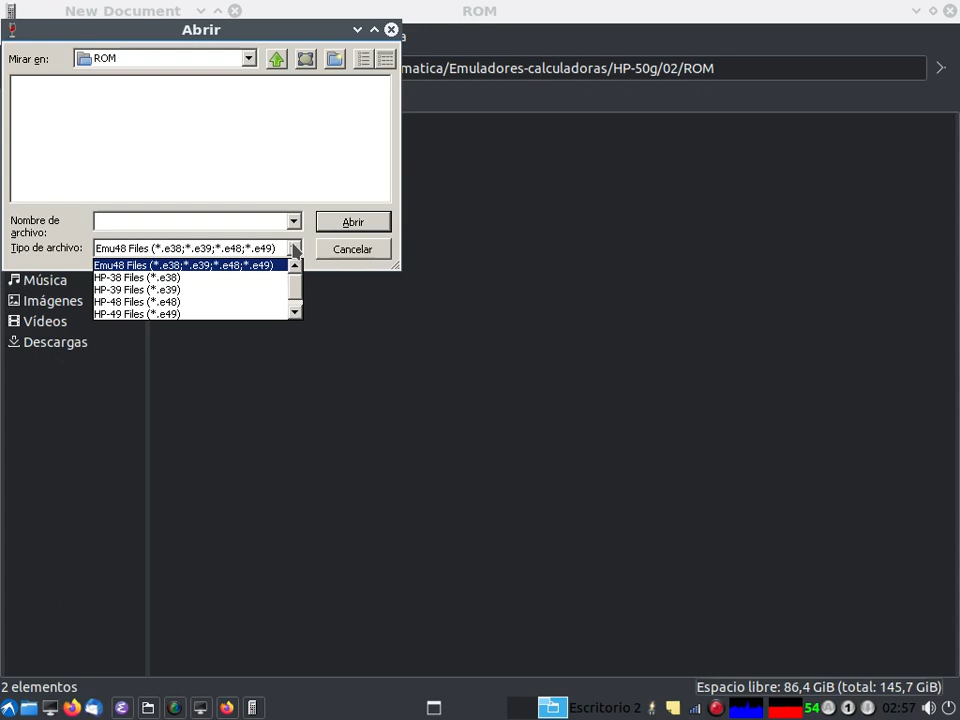 New Document
ROM
Abrir
Mirar en:
ROM
matica/Emuladores-calculadoras/HP-50g/02/ROM
Nombre de
archivo:
Abrir
Tipo de archivo:
Emu48 Files (*.e38;*.e39;*.e48;*.e49)
Cancelar
Emu48 Files (*.e38;*.e39;*.e48;*.e49)
HP-38 Files (*.e38)
HP-39 Files (*.e39)
HP-48 Files (*.e48)
HP-49 Files (*.e49)
Música
Imágenes
Vídeos
Descargas
2 elementos
Espacio libre: 86,4 GiB (total: 145,7 GiB)
Escritorio 2
54
02:57